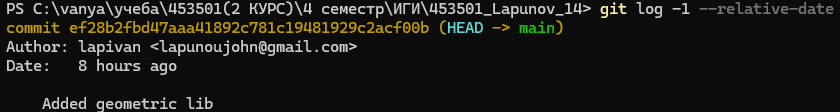 PS C:\vanya\учеба\453501(2 КУРС)\4 семестр\ИГИ\453501_Lapunov_14> git log -1 --relative-date
commit ef28b2fbd47aaa41892c781c19481929c2acf00b (HEAD -> main)
Author: lapivan <lapunoujohn@gmail.com>
Date:   8 hours ago
    Added geometric lib